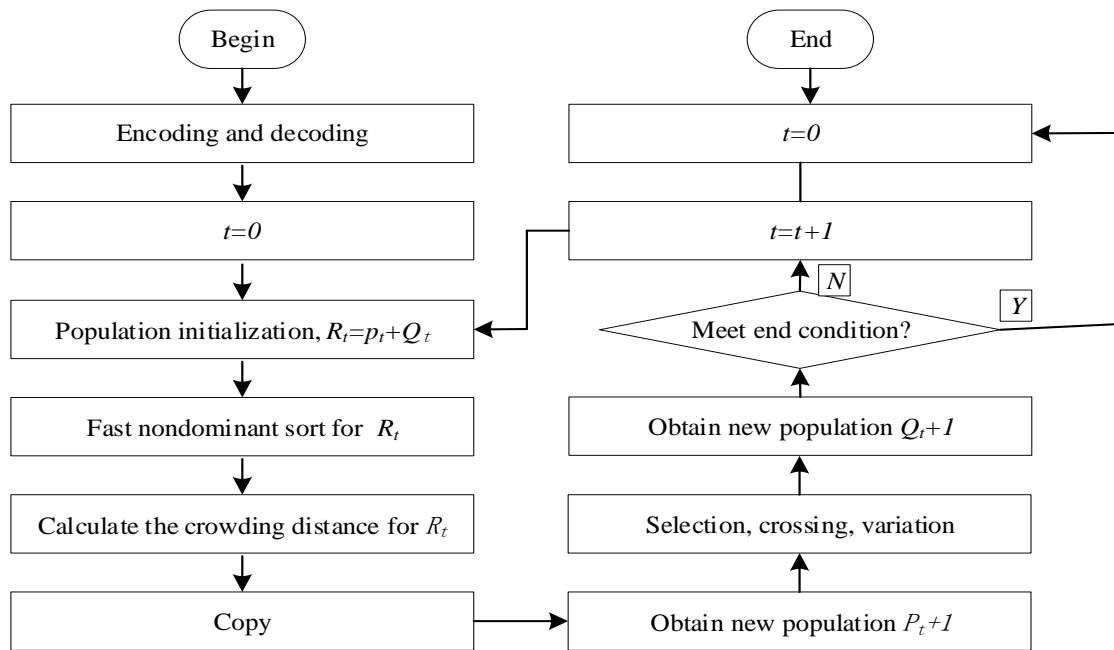 Begin
Encoding and decoding
t=0
Population initialization, Rₜ=pₜ+Qₜ
Fast nondominant sort for Rₜ
Calculate the crowding distance for Rₜ
Copy
End
t=0
t=t+1
N
Meet end condition?
Y
Obtain new population Qₜ+1
Selection, crossing, variation
Obtain new population Pₜ+1